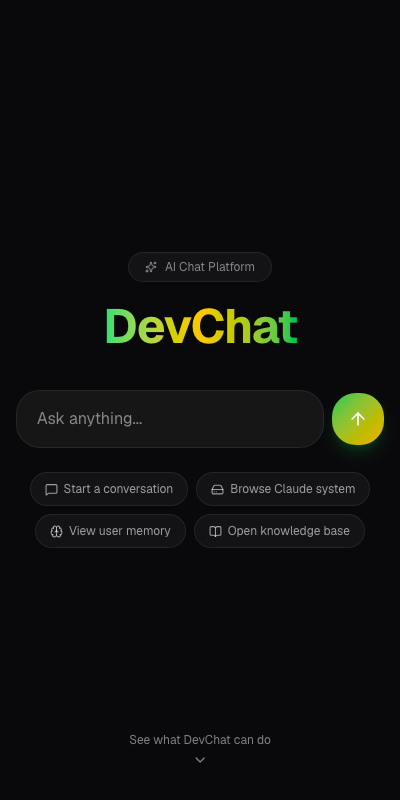 AI Chat Platform
DevChat
Ask anything...
Start a conversation
Browse Claude system
View user memory
Open knowledge base
See what DevChat can do